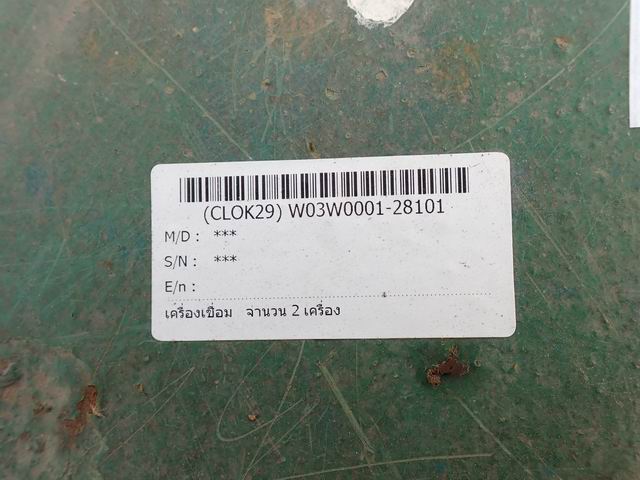 (CLOK29) W03W0001-28101
M/D : ***
S/N : ***
E/n :
เครื่องเชื่อม จำนวน 2 เครื่อง